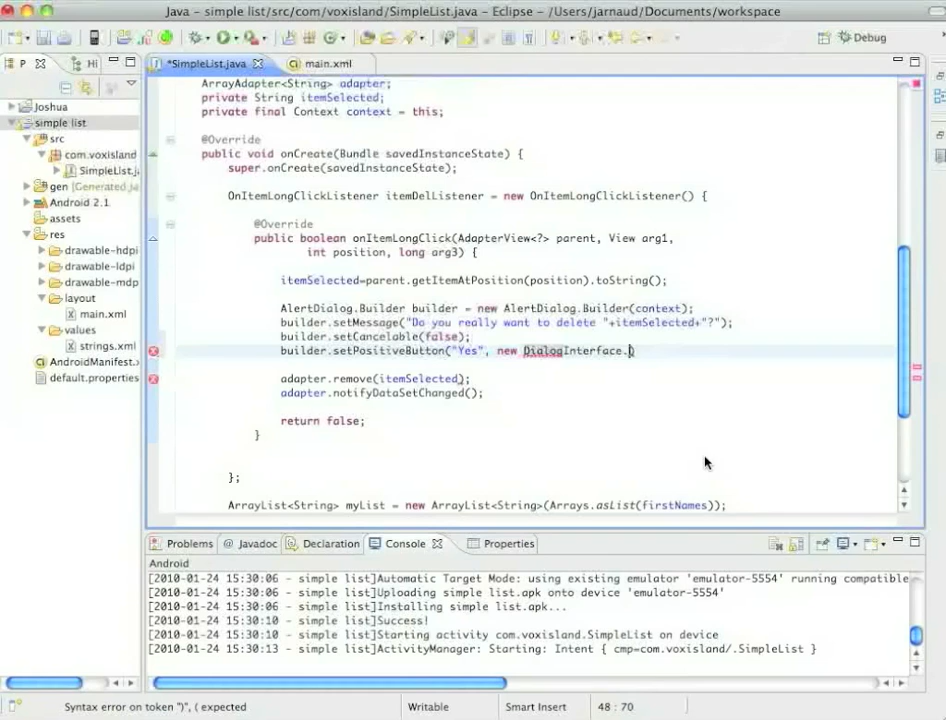 Java - simple list/src/com/voxisland/SimpleList.java - Eclipse - /Users/jarnaud/Documents/workspace
Debug
P Hi
*SimpleList.java main.xml
Joshua
simple list
src
com.voxisland
SimpleList.j
gen [Generated J
Android 2.1
assets
res
drawable-hdpi
drawable-ldpi
drawable-mdp
layout
main.xml
values
strings.xml
AndroidManifest.
default.properties
ArrayAdapter<String> adapter;
private String itemSelected;
private final Context context = this;
@Override
public void onCreate(Bundle savedInstanceState) {
super.onCreate(savedInstanceState);
OnItemLongClickListener itemDelListener = new OnItemLongClickListener() {
@Override
public boolean onItemLongClick(AdapterView<?> parent, View arg1,
int position, long arg3) {
itemSelected=parent.getItemAtPosition(position).toString();
AlertDialog.Builder builder = new AlertDialog.Builder(context);
builder.setMessage("Do you really want to delete "+itemSelected+"?");
builder.setCancelable(false);
builder.setPositiveButton("Yes", new DialogInterface.)
adapter.remove(itemSelected);
adapter.notifyDataSetChanged();
return false;
}
};
ArrayList<String> myList = new ArrayList<String>(Arrays.asList(firstNames));
Problems @ Javadoc Declaration Console Properties
Android
[2010-01-24 15:30:06 - simple list]Automatic Target Mode: using existing emulator 'emulator-5554' running compatible
[2010-01-24 15:30:06 - simple list]Uploading simple list.apk onto device 'emulator-5554'
[2010-01-24 15:30:06 - simple list]Installing simple list.apk...
[2010-01-24 15:30:10 - simple list]Success!
[2010-01-24 15:30:10 - simple list]Starting activity com.voxisland.SimpleList on device
[2010-01-24 15:30:13 - simple list]ActivityManager: Starting: Intent { cmp=com.voxisland/.SimpleList }
Syntax error on token ")", ( expected Writable Smart Insert 48 : 70